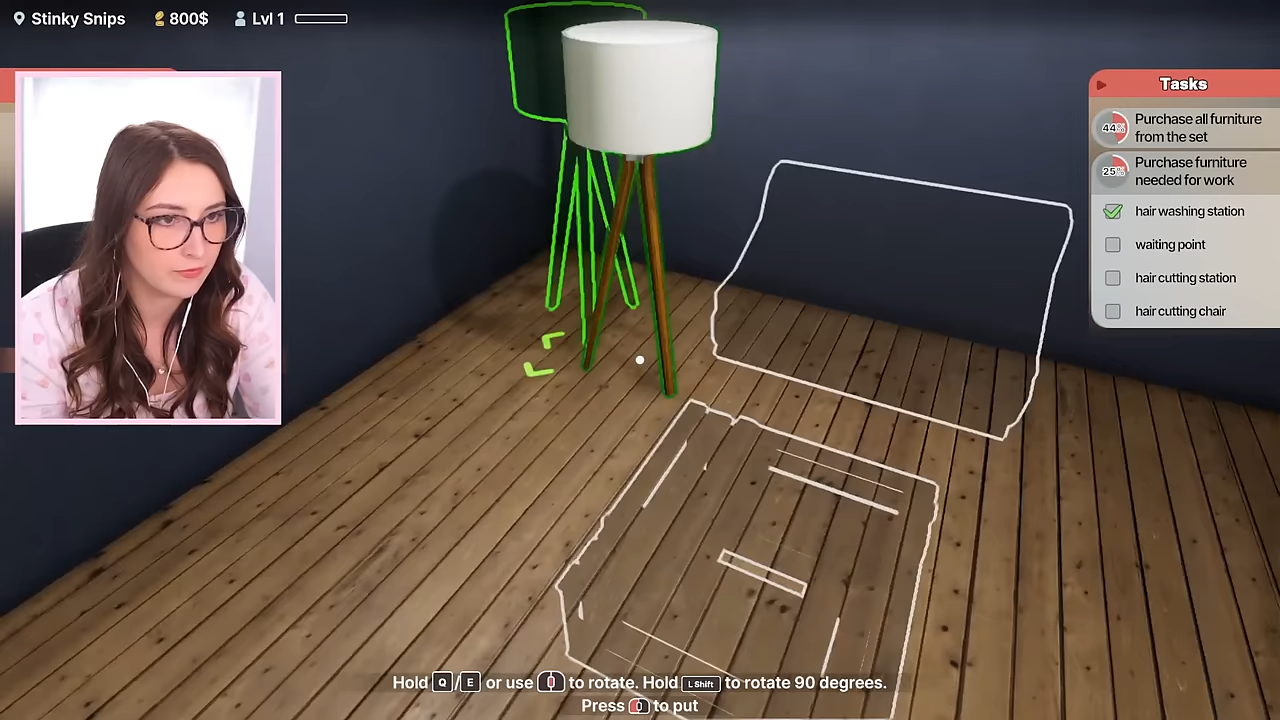 Stinky Snips 800$ Lvl 1
Tasks
44% Purchase all furniture
from the set
25% Purchase furniture
needed for work
hair washing station
waiting point
hair cutting station
hair cutting chair
Hold Q/E or use to rotate. Hold L Shift to rotate 90 degrees.
Press to put